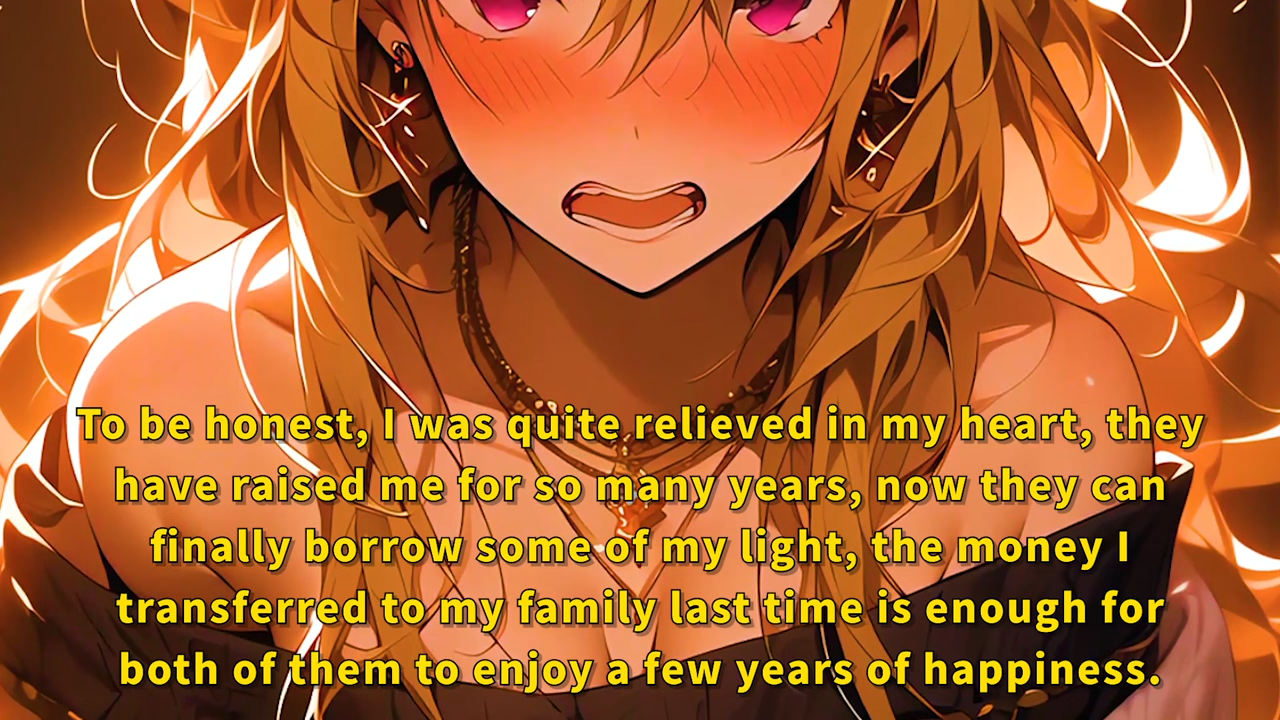 To be honest, I was quite relieved in my heart, they
have raised me for so many years, now they can
finally borrow some of my light, the money I
transferred to my family last time is enough for
both of them to enjoy a few years of happiness.